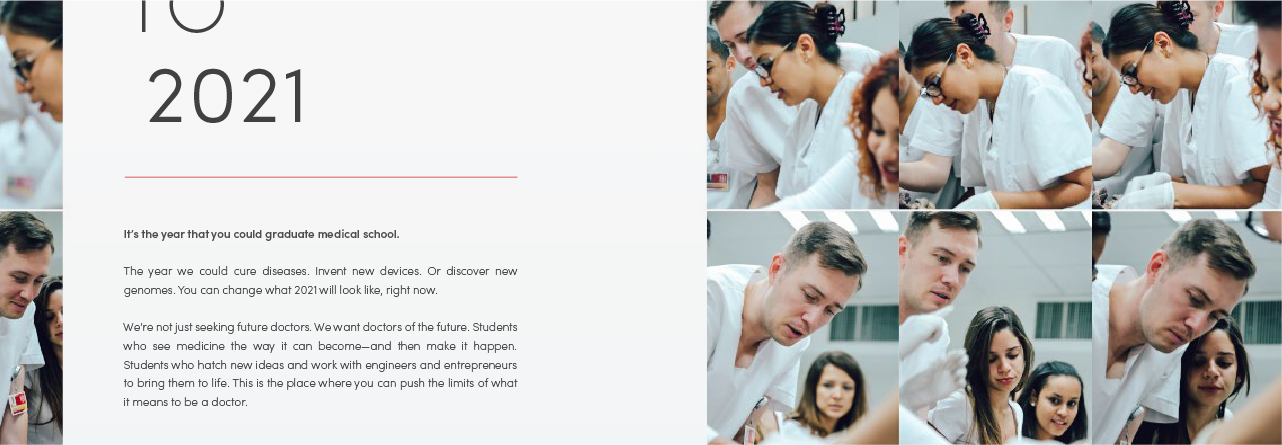 TO
2021
It's the year that you could graduate medical school.
The year we could cure diseases. Invent new devices. Or discover new
genomes. You can change what 2021 will look like, right now.
We're not just seeking future doctors. We want doctors of the future. Students
who see medicine the way it can become—and then make it happen.
Students who hatch new ideas and work with engineers and entrepreneurs
to bring them to life. This is the place where you can push the limits of what
it means to be a doctor.